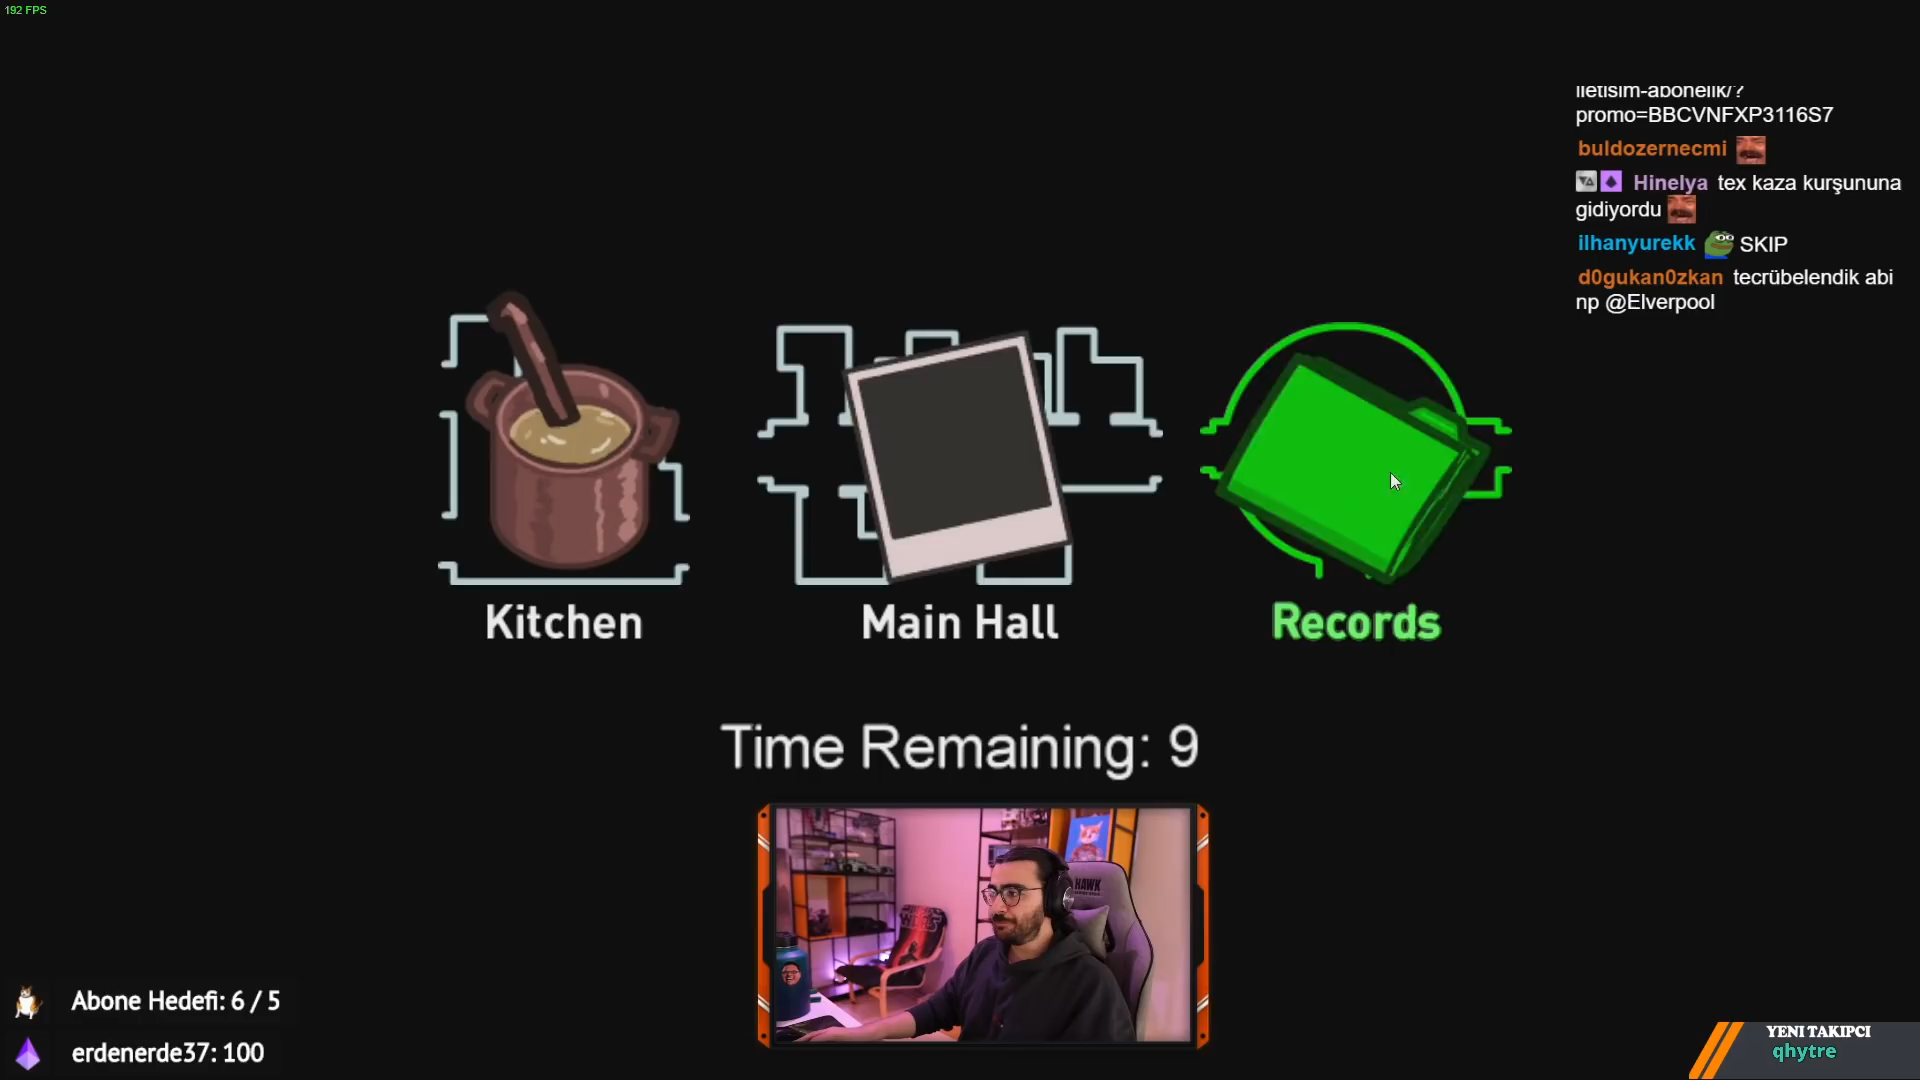 192 FPS
iletisim-abonelik/?
promo=BBCVNFXP3116S7
buldozernecmi
Hinelya tex kaza kurşununa
gidiyordu
ilhanyurekk SKIP
d0gukan0zkan tecrübelendik abi
np @Elverpool
Kitchen
Main Hall
Records
Time Remaining: 9
HAWK
Abone Hedefi: 6 / 5
erdenerde37: 100
YENI TAKIPCI
qhytre